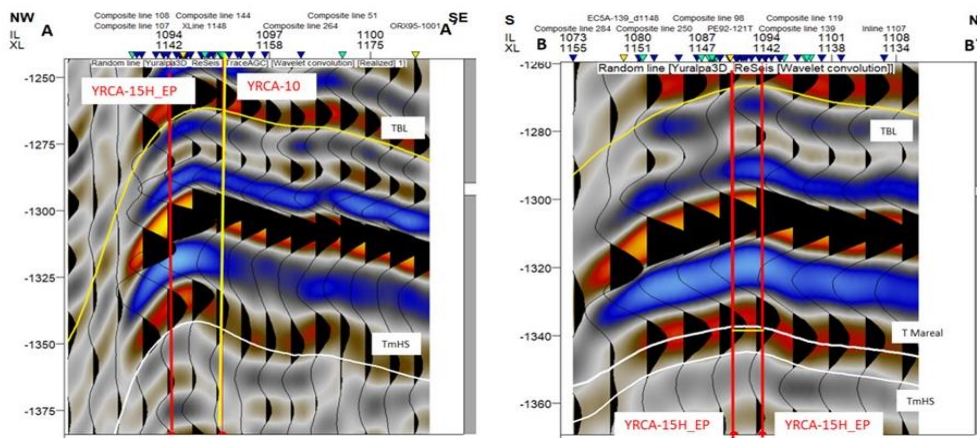 NW
A
SE
A'
Composite line 108
Composite line 144
Composite line 51
Composite line 107
XLine 1148
Composite line 264
ORX95-1001
IL 1094 1097 1100
XL 1142 1158 1175
Random line [Yuralpa3D_ReSeis [TraceAGC] [Wavelet convolution] [Realized] 1]
-1250
-1275
-1300
-1325
-1350
-1375
YRCA-15H_EP
YRCA-10
TBL
TmHS
S
B
N
EC5A-139_d1148
Composite line 98
Composite line 119
Composite line 284
Composite line 250
PE92-121T
Composite line 139
Inline 1107
IL 1073 1080 1087 1094 1101 1108
XL 1155 1151 1147 1142 1138 1134
Random line [Yuralpa3D_ReSeis [Wavelet convolution]]
-1260
-1280
-1300
-1320
-1340
-1360
TBL
T Mareal
TmHS
YRCA-15H_EP
YRCA-15H_EP